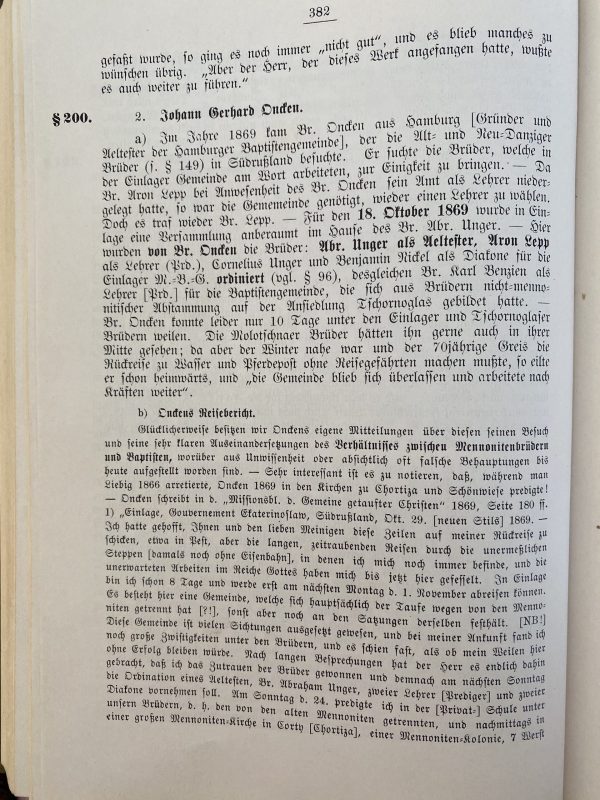 382
gefaßt wurde, so ging es noch immer „nicht gut“, und es blieb manches zu
wünschen übrig. „Aber der Herr, der dieses Werk angefangen hatte, wußte
es auch weiter zu führen.“
§ 200. 2. Johann Gerhard Oncken.
a) Im Jahre 1869 kam Br. Oncken aus Hamburg [Gründer und
Aeltester der Hamburger Baptistengemeinde], der die Alt- und Neu-Danziger
Brüder (s. § 149) in Südrußland besuchte. Er suchte die Brüder, welche in
der Einlager Gemeinde am Wort arbeiteten, zur Einigkeit zu bringen. — Da
Br. Aron Lepp bei Anwesenheit des Br. Oncken sein Amt als Lehrer nieder-
gelegt hatte, so war die Gememeinde genötigt, wieder einen Lehrer zu wählen.
Doch es traf wieder Br. Lepp. — Für den 18. Oktober 1869 wurde in Ein-
lage eine Versammlung anberaumt im Hause des Br. Abr. Unger. — Hier
wurden von Br. Oncken die Brüder: Abr. Unger als Aeltester, Aron Lepp
als Lehrer (Prd.), Cornelius Unger und Benjamin Nickel als Diakone für die
Einlager M.-B.-G. ordiniert (vgl. § 96), desgleichen Br. Karl Benzien als
Lehrer [Prd.] für die Baptistengemeinde, die sich aus Brüdern nicht-menno-
nitischer Abstammung auf der Ansiedlung Tschornoglas gebildet hatte. —
Br. Oncken konnte leider nur 10 Tage unter den Einlager und Tschornoglaser
Brüdern weilen. Die Molotschnaer Brüder hätten ihn gerne auch in ihrer
Mitte gesehen; da aber der Winter nahe war und der 70jährige Greis die
Rückreise zu Wasser und Pferdepost ohne Reisegefährten machen mußte, so eilte
er schon heimwärts, und „die Gemeinde blieb sich überlassen und arbeitete nach
Kräften weiter“.
b) Onckens Reisebericht.
Glücklicherweise besitzen wir Onckens eigene Mitteilungen über diesen seinen Besuch
und seine sehr klaren Auseinandersetzungen des Verhältnisses zwischen Mennonitenbrüdern
und Baptisten, worüber aus Unwissenheit oder absichtlich oft falsche Behauptungen bis
heute aufgestellt worden sind. — Sehr interessant ist es zu notieren, daß, während man
Liebig 1866 arretierte, Oncken 1869 in den Kirchen zu Chortiza und Schönwiese predigte!
— Oncken schreibt in d. „Missionsbl. d. Gemeine getaufter Christen“ 1869, Seite 180 ff.
1) „Einlage, Gouvernement Ekaterinoslaw, Südrußland, Okt. 29. [neuen Stils] 1869. —
Ich hatte gehofft, Ihnen und den lieben Meinigen diese Zeilen auf meiner Rückreise zu
schicken, etwa in Pest, aber die langen, zeitraubenden Reisen durch die unermeßlichen
Steppen [damals noch ohne Eisenbahn], in denen ich mich noch immer befinde, und die
unerwarteten Arbeiten im Reiche Gottes haben mich bis jetzt hier gefesselt. In Einlage
bin ich schon 8 Tage und werde erst am nächsten Montag d. 1. November abreisen können.
Es besteht hier eine Gemeinde, welche sich hauptsächlich der Taufe wegen von den Menno-
niten getrennt hat [?!], sonst aber noch an den Satzungen derselben festhält. [NB!]
Diese Gemeinde ist vielen Sichtungen ausgesetzt gewesen, und bei meiner Ankunft fand ich
noch große Zwistigkeiten unter den Brüdern, und es schien fast, als ob mein Weilen hier
ohne Erfolg bleiben würde. Nach langen Besprechungen hat der Herr es endlich dahin
gebracht, daß ich das Zutrauen der Brüder gewonnen und demnach am nächsten Sonntag
die Ordination eines Aeltesten, Br. Abraham Unger, zweier Lehrer [Prediger] und zweier
Diakone vornehmen soll. Am Sonntag d. 24. predigte ich in der [Privat-] Schule unter
unsern Brüdern, d. h. den von den alten Mennoniten getrennten, und nachmittags in
einer großen Mennoniten-Kirche in Corty [Chortiza], einer Mennoniten-Kolonie, 7 Werst